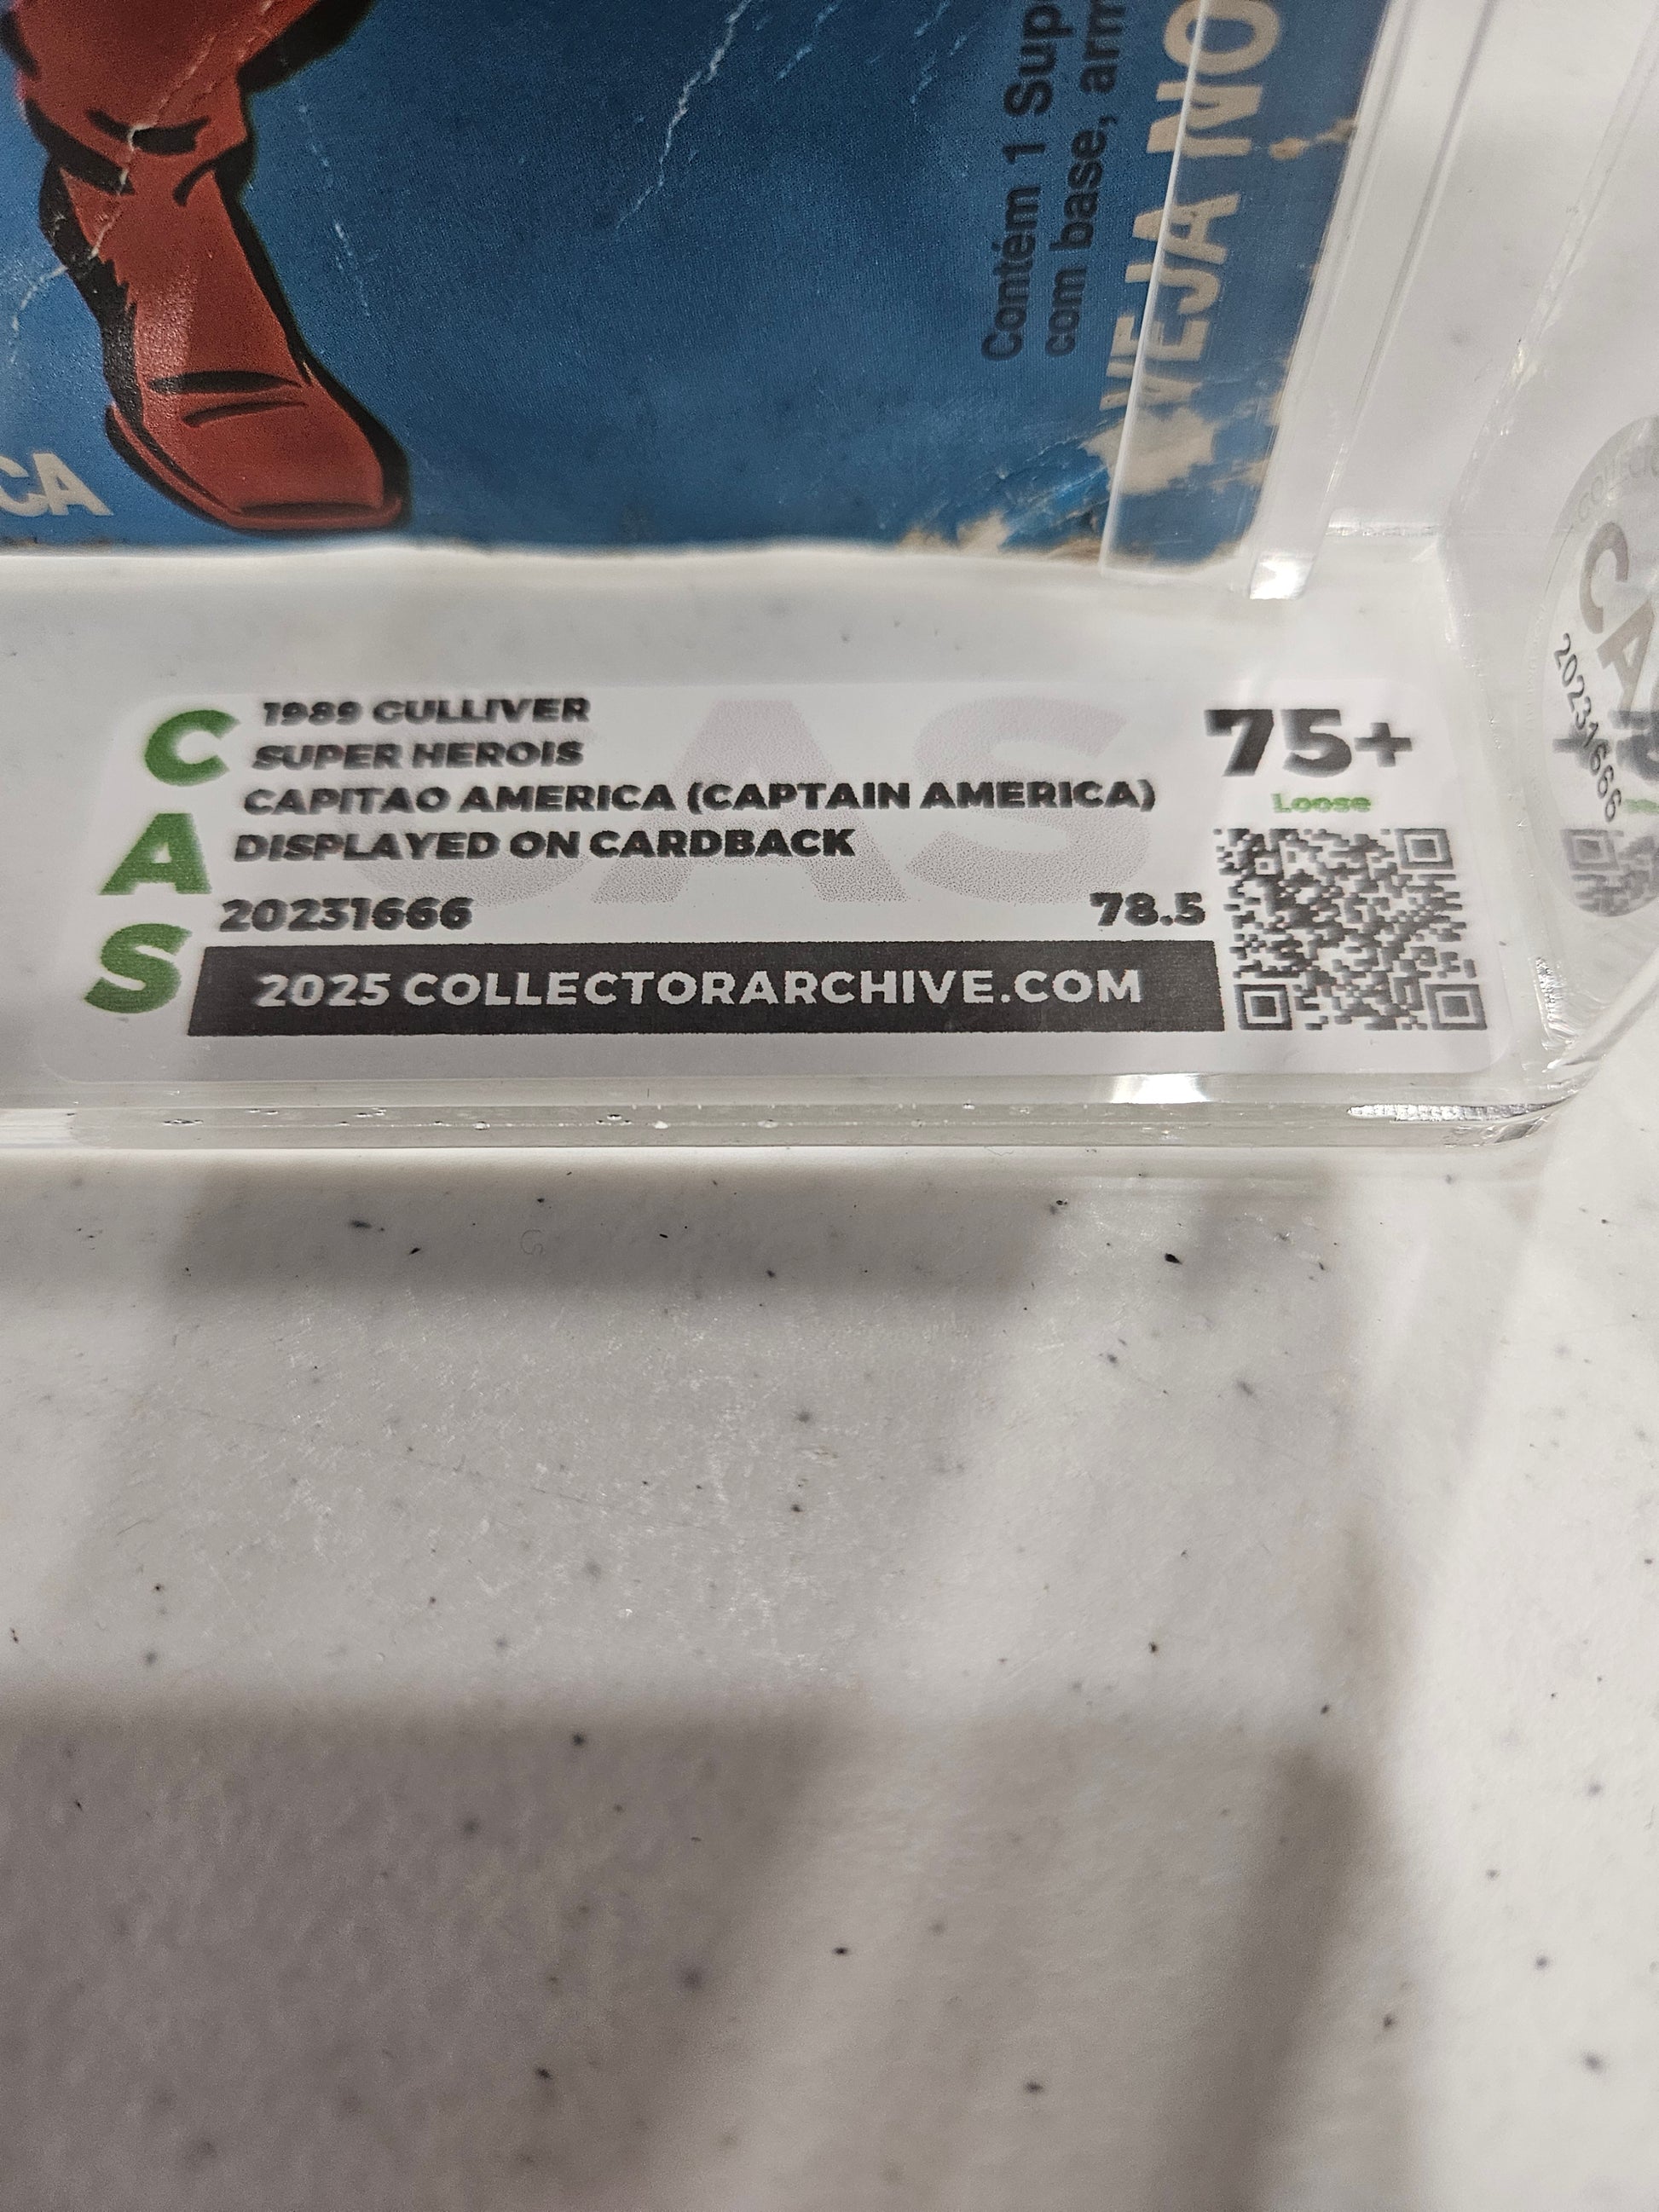 CA
Contém 1 Sup
com base, arm
VEJA NO
CAS
1989 GULLIVER
SUPER HEROIS
CAPITAO AMERICA (CAPTAIN AMERICA)
DISPLAYED ON CARDBACK
20231666
78.5
75+
Loose
2025 COLLECTORARCHIVE.COM
CA
20231666